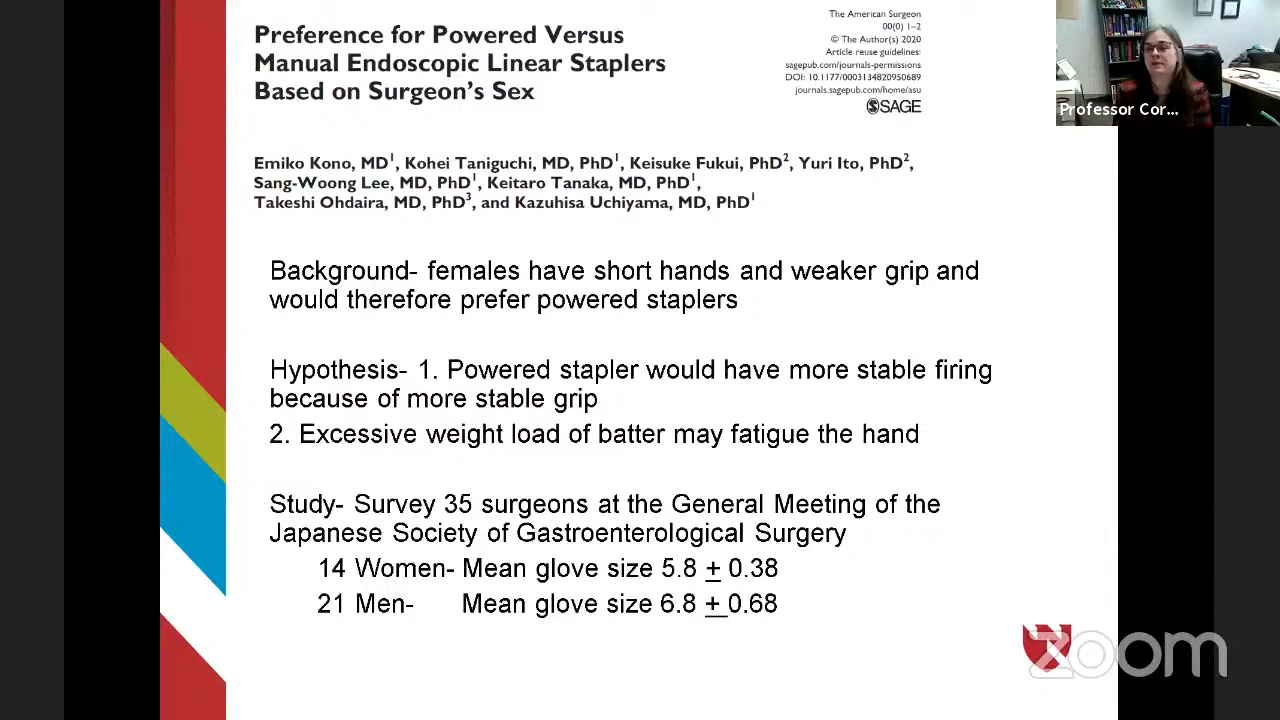 Preference for Powered Versus
Manual Endoscopic Linear Staplers
Based on Surgeon's Sex
The American Surgeon
00(0) 1–2
© The Author(s) 2020
Article reuse guidelines:
sagepub.com/journals-permissions
DOI: 10.1177/0003134820950689
journals.sagepub.com/home/asu
SAGE
Professor Cor...
Emiko Kono, MD1, Kohei Taniguchi, MD, PhD1, Keisuke Fukui, PhD2, Yuri Ito, PhD2,
Sang-Woong Lee, MD, PhD1, Keitaro Tanaka, MD, PhD1,
Takeshi Ohdaira, MD, PhD3, and Kazuhisa Uchiyama, MD, PhD1
Background- females have short hands and weaker grip and
would therefore prefer powered staplers
Hypothesis- 1. Powered stapler would have more stable firing
because of more stable grip
2. Excessive weight load of batter may fatigue the hand
Study- Survey 35 surgeons at the General Meeting of the
Japanese Society of Gastroenterological Surgery
14 Women- Mean glove size 5.8 + 0.38
21 Men- Mean glove size 6.8 + 0.68
zoom